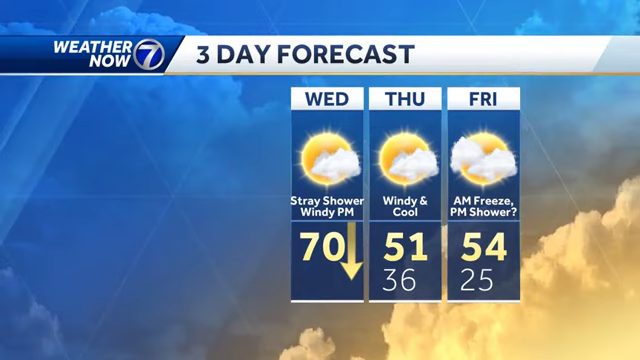 WEATHER
NOW 7
3 DAY FORECAST
WED
THU
FRI
Stray Shower
Windy PM
Windy &
Cool
AM Freeze,
PM Shower?
70
51
36
54
25